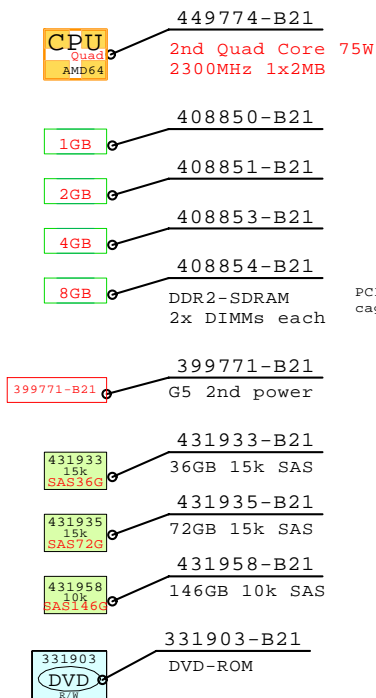 449774-B21
CPU
Quad
AMD64
2nd Quad Core 75W
2300MHz 1x2MB
408850-B21
1GB
408851-B21
2GB
408853-B21
4GB
408854-B21
8GB
DDR2-SDRAM
2x DIMMs each
399771-B21
399771-B21
G5 2nd power
431933-B21
431933
15k
SAS36G
36GB 15k SAS
431935-B21
431935
15k
SAS72G
72GB 15k SAS
431958-B21
431958
10k
SAS146G
146GB 10k SAS
331903-B21
331903
DVD
R/W
DVD-ROM